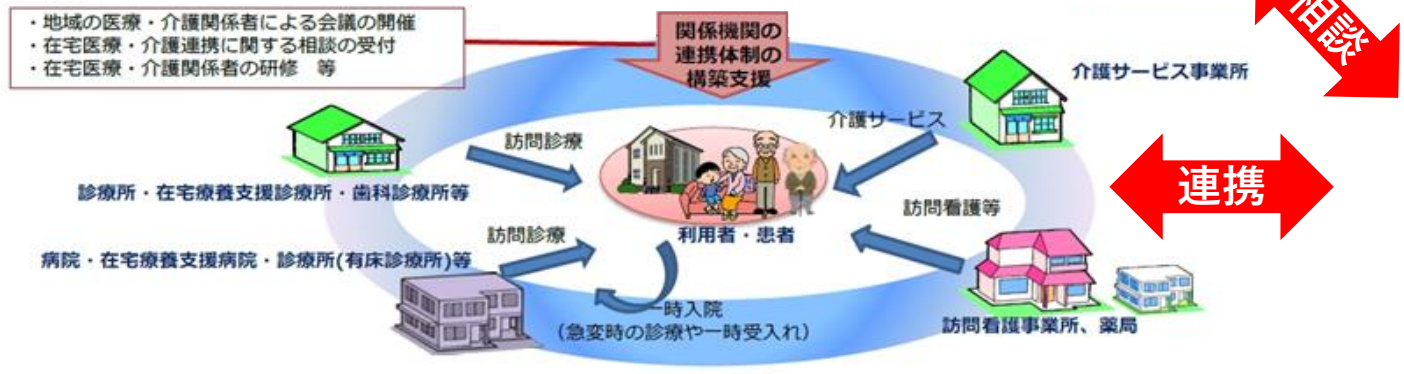 ・地域の医療・介護関係者による会議の開催
・在宅医療・介護連携に関する相談の受付
・在宅医療・介護関係者の研修　等
関係機関の
連携体制の
構築支援
相談
介護サービス事業所
介護サービス
訪問診療
診療所・在宅療養支援診療所・歯科診療所等
連携
訪問看護等
利用者・患者
訪問診療
病院・在宅療養支援病院・診療所(有床診療所)等
一時入院
（急変時の診療や一時受入れ）
訪問看護事業所、薬局